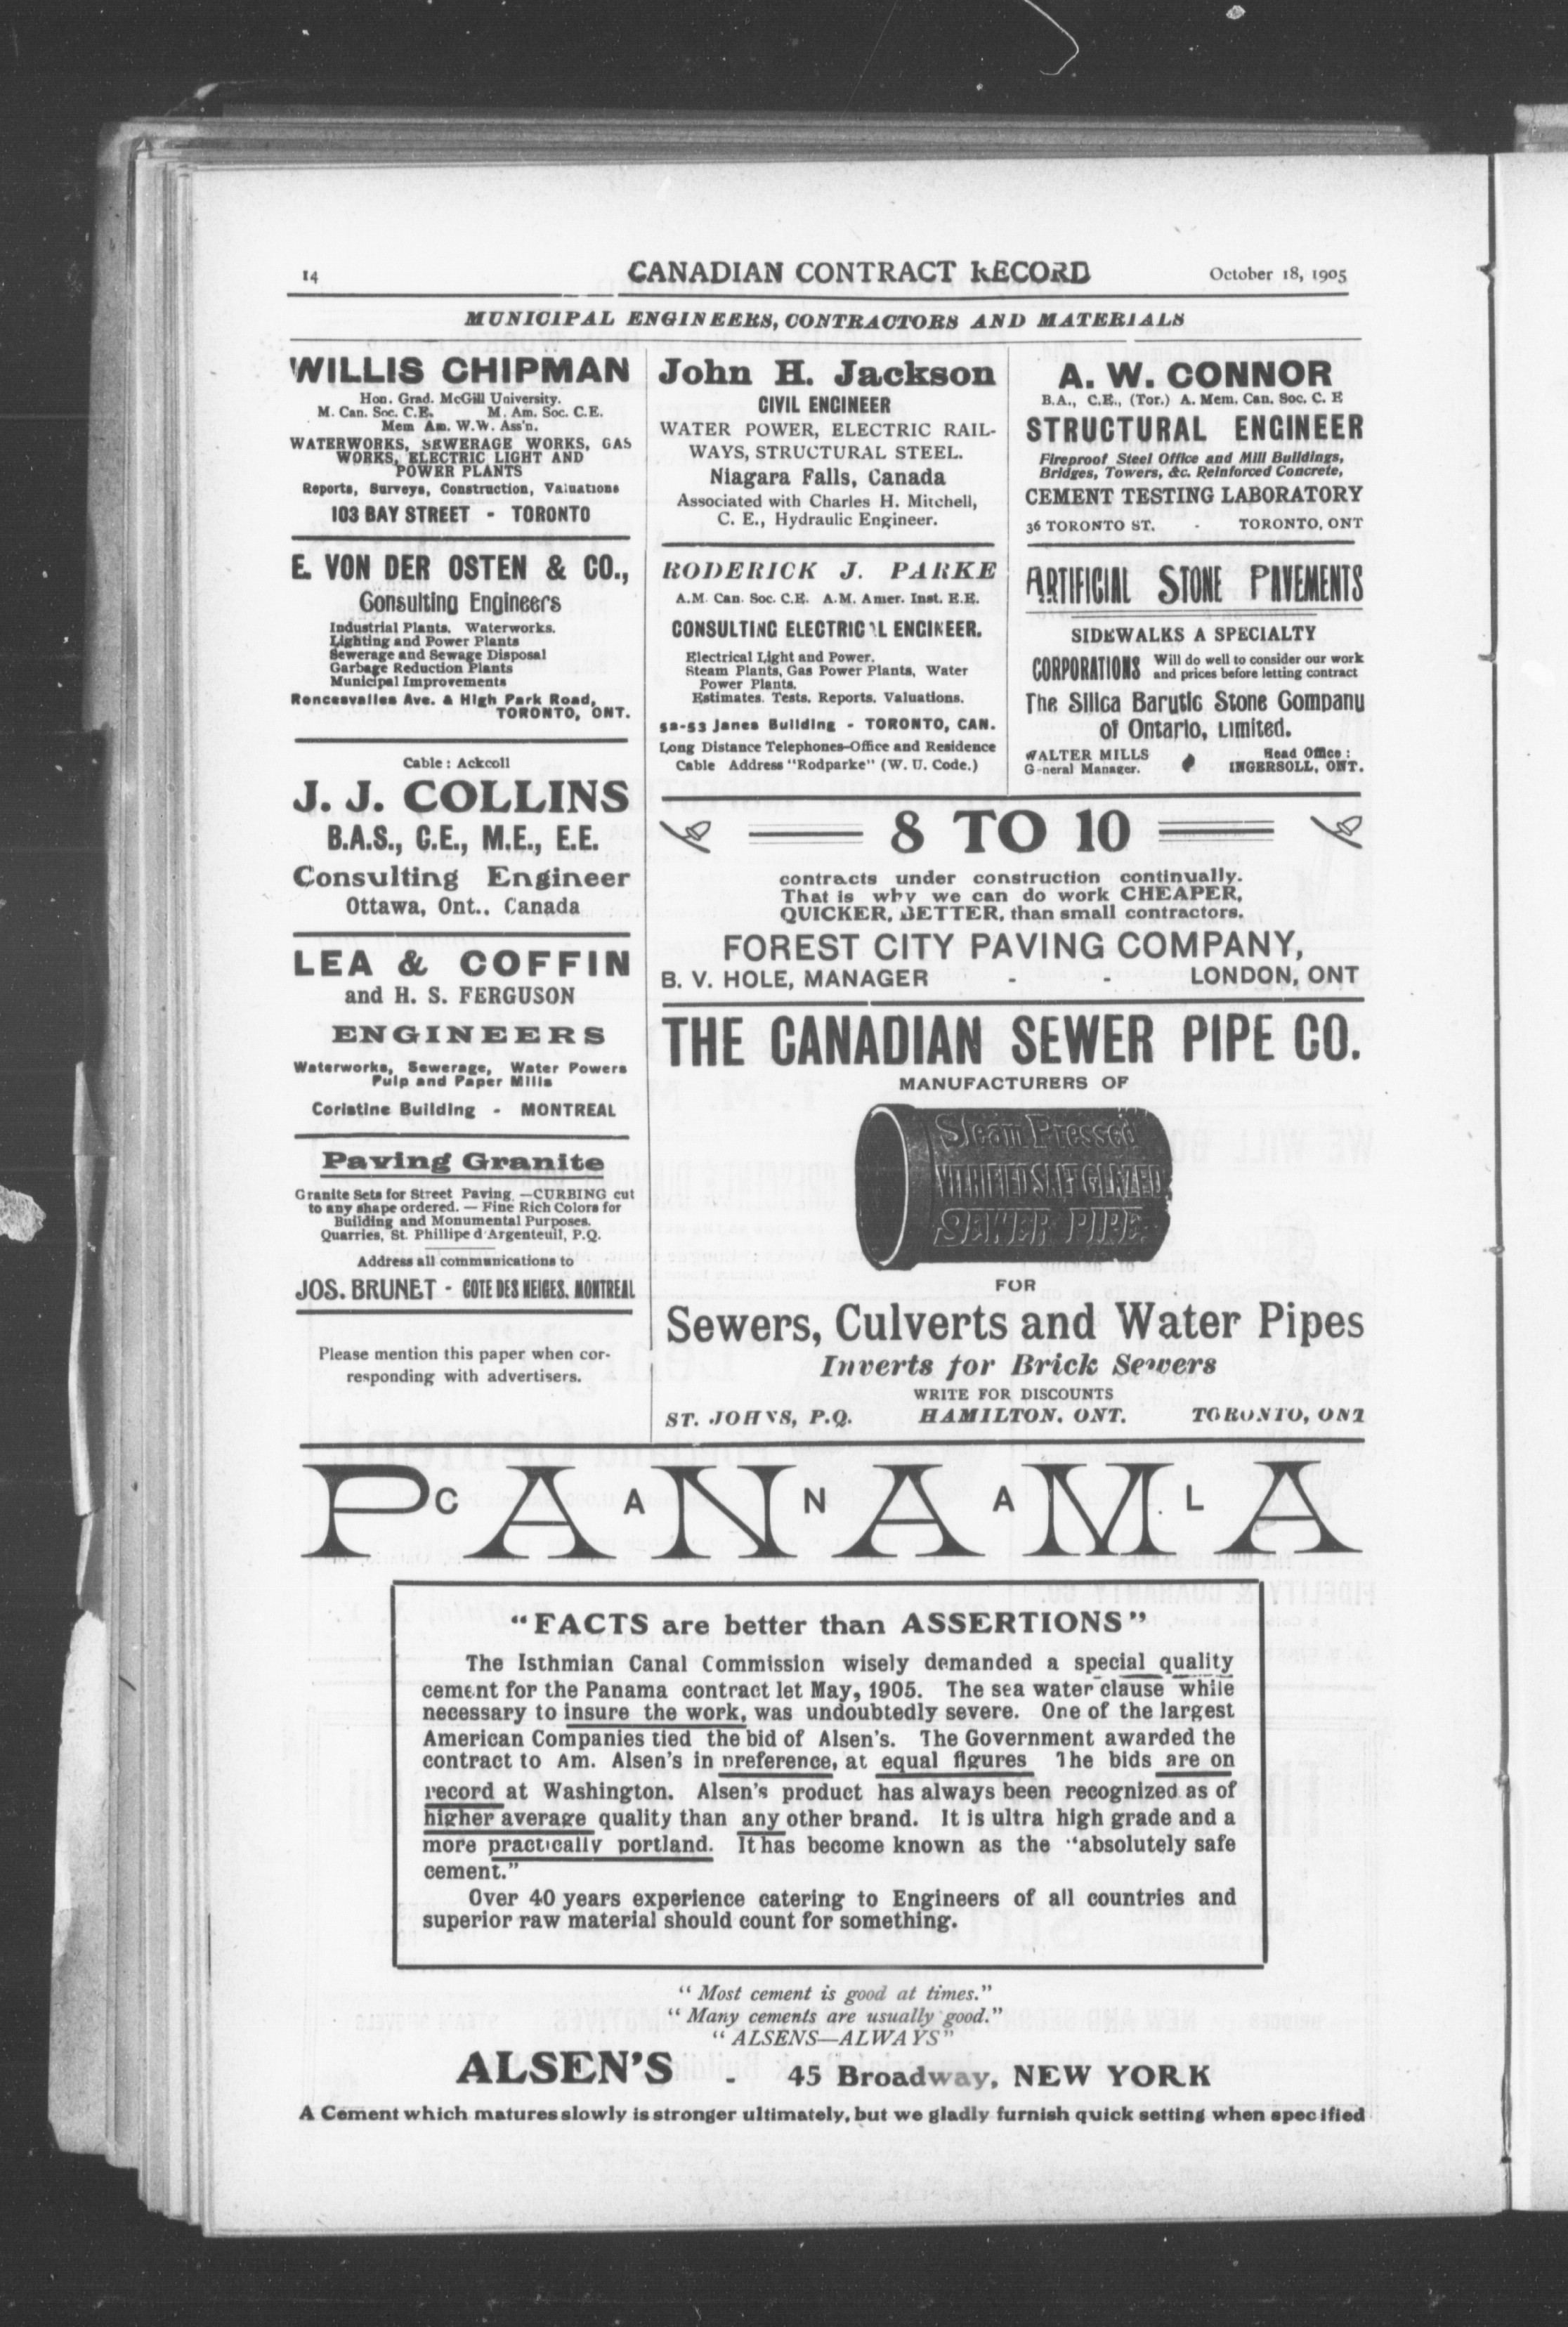 14
CANADIAN CONTRACT RECORD
October 18, 1905
MUNICIPAL ENGINEERS, CONTRACTORS AND MATERIALS
WILLIS CHIPMAN
Hon. Grad. McGill University.
M. Can. Soc. C.E. M. Am. Soc. C.E.
Mem Am. W.W. Ass'n.
WATERWORKS, SEWERAGE WORKS, GAS
WORKS, ELECTRIC LIGHT AND
POWER PLANTS
Reports, Surveys, Construction, Valuations
103 BAY STREET - TORONTO
E. VON DER OSTEN & CO.,
Consulting Engineers
Industrial Plants, Waterworks.
Lighting and Power Plants
Sewerage and Sewage Disposal
Garbage Reduction Plants
Municipal Improvements
Roncesvalles Ave. & High Park Road,
TORONTO, ONT.
Cable : Ackcoll
J. J. COLLINS
B.A.S., C.E., M.E., E.E.
Consulting Engineer
Ottawa, Ont., Canada
LEA & COFFIN
and H. S. FERGUSON
ENGINEERS
Waterworks, Sewerage, Water Powers
Pulp and Paper Mills
Coristine Building - MONTREAL
Paving Granite
Granite Sets for Street Paving.—CURBING cut
to any shape ordered. — Fine Rich Colors for
Building and Monumental Purposes.
Quarries, St. Phillipe d'Argenteuil, P.Q.
Address all communications to
JOS. BRUNET - COTE DES NEIGES. MONTREAL
Please mention this paper when cor-
responding with advertisers.
John H. Jackson
CIVIL ENGINEER
WATER POWER, ELECTRIC RAIL-
WAYS, STRUCTURAL STEEL.
Niagara Falls, Canada
Associated with Charles H. Mitchell,
C. E., Hydraulic Engineer.
RODERICK J. PARKE
A.M. Can. Soc. C.E. A.M. Amer. Inst. E.E.
CONSULTING ELECTRICAL ENGINEER.
Electrical Light and Power.
Steam Plants, Gas Power Plants, Water
Power Plants.
Estimates. Tests. Reports. Valuations.
52-53 Janes Building - TORONTO, CAN.
Long Distance Telephones—Office and Residence
Cable Address "Rodparke" (W. U. Code.)
A. W. CONNOR
B.A., C.E., (Tor.) A. Mem. Can. Soc. C. E
STRUCTURAL ENGINEER
Fireproof Steel Office and Mill Buildings,
Bridges, Towers, &c. Reinforced Concrete,
CEMENT TESTING LABORATORY
36 TORONTO ST. - TORONTO, ONT
ARTIFICIAL STONE PAVEMENTS
SIDEWALKS A SPECIALTY
CORPORATIONS Will do well to consider our work
and prices before letting contract
The Silica Barytic Stone Company
of Ontario, Limited.
WALTER MILLS
General Manager.
Head Office :
INGERSOLL, ONT.
8 TO 10
contracts under construction continually.
That is why we can do work CHEAPER,
QUICKER, BETTER, than small contractors.
FOREST CITY PAVING COMPANY,
B. V. HOLE, MANAGER - - LONDON, ONT
THE CANADIAN SEWER PIPE CO.
MANUFACTURERS OF
Steam Pressed
VITRIFIED SALT GLAZED
SEWER PIPE
FOR
Sewers, Culverts and Water Pipes
Inverts for Brick Sewers
WRITE FOR DISCOUNTS
ST. JOHNS, P.Q. HAMILTON, ONT. TORONTO, ONT
PANAMA
CANAL
"FACTS are better than ASSERTIONS"
The Isthmian Canal Commission wisely demanded a special quality
cement for the Panama contract let May, 1905. The sea water clause while
necessary to insure the work, was undoubtedly severe. One of the largest
American Companies tied the bid of Alsen's. The Government awarded the
contract to Am. Alsen's in preference, at equal figures The bids are on
record at Washington. Alsen's product has always been recognized as of
higher average quality than any other brand. It is ultra high grade and a
more practically portland. It has become known as the "absolutely safe
cement."
Over 40 years experience catering to Engineers of all countries and
superior raw material should count for something.
"Most cement is good at times."
"Many cements are usually good."
"ALSENS—ALWAYS"
ALSEN'S - 45 Broadway, NEW YORK
A Cement which matures slowly is stronger ultimately, but we gladly furnish quick setting when specified